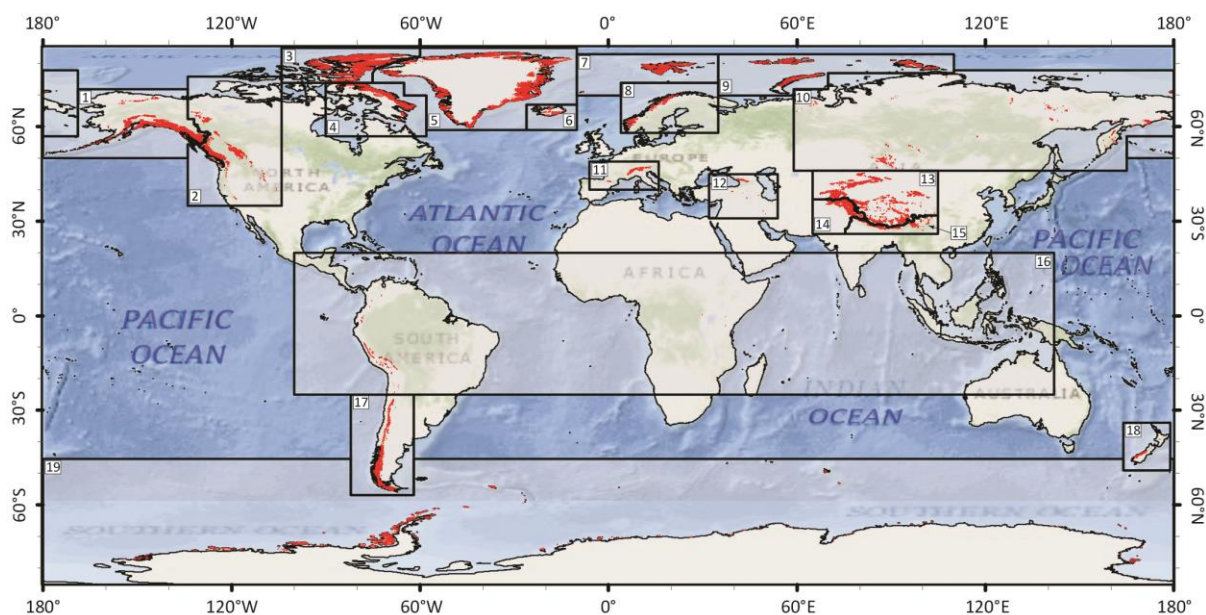 180° 120°W 60°W 0° 60°E 120°E 180°
3
7
1
8
9
10
60°N
4
5
6
60°N
EUROPE
ASIA
NORTH
AMERICA
11
12
13
2
30°N
ATLANTIC
OCEAN
14
15
30°N
PACIFIC
OCEAN
AFRICA
16
PACIFIC
OCEAN
0°
SOUTH
AMERICA
0°
INDIAN
OCEAN
AUSTRALIA
30°S
17
18
30°S
19
60°S
SOUTHERN OCEAN
SOUTHERN OCEAN
60°S
180° 120°W 60°W 0° 60°E 120°E 180°